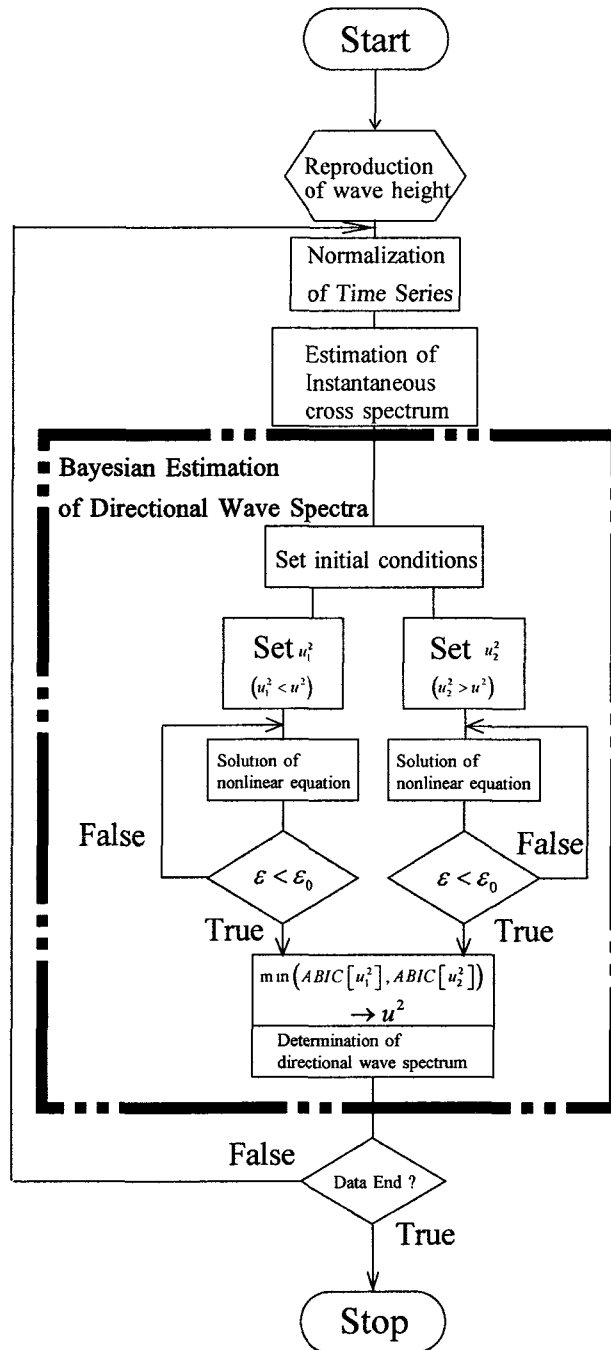 Start
Reproduction
of wave height
Normalization
of Time Series
Estimation of
Instantaneous
cross spectrum
Bayesian Estimation
of Directional Wave Spectra
Set initial conditions
Set u₁²
(u₁² < u²)
Set u₂²
(u₂² > u²)
Solution of
nonlinear equation
Solution of
nonlinear equation
False
False
ε < ε₀
ε < ε₀
True
True
min(ABIC[u₁²], ABIC[u₂²])
→ u²
Determination of
directional wave spectrum
False
Data End ?
True
Stop